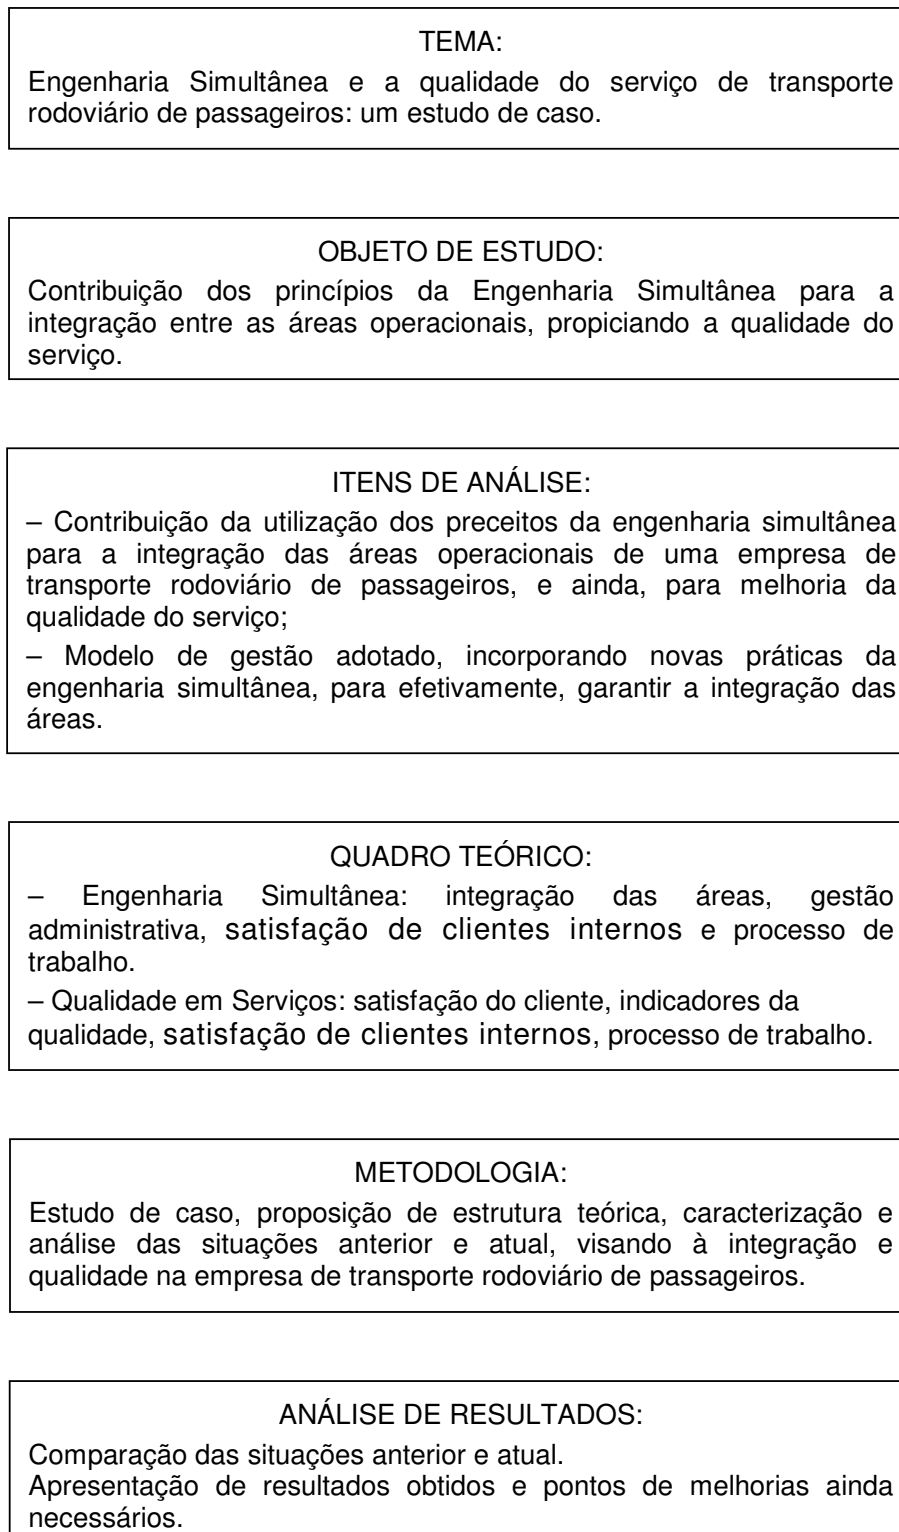 TEMA:
Engenharia Simultânea e a qualidade do serviço de transporte
rodoviário de passageiros: um estudo de caso.
OBJETO DE ESTUDO:
Contribuição dos princípios da Engenharia Simultânea para a
integração entre as áreas operacionais, propiciando a qualidade do
serviço.
ITENS DE ANÁLISE:
– Contribuição da utilização dos preceitos da engenharia simultânea
para a integração das áreas operacionais de uma empresa de
transporte rodoviário de passageiros, e ainda, para melhoria da
qualidade do serviço;
– Modelo de gestão adotado, incorporando novas práticas da
engenharia simultânea, para efetivamente, garantir a integração das
áreas.
QUADRO TEÓRICO:
– Engenharia Simultânea: integração das áreas, gestão
administrativa, satisfação de clientes internos e processo de
trabalho.
– Qualidade em Serviços: satisfação do cliente, indicadores da
qualidade, satisfação de clientes internos, processo de trabalho.
METODOLOGIA:
Estudo de caso, proposição de estrutura teórica, caracterização e
análise das situações anterior e atual, visando à integração e
qualidade na empresa de transporte rodoviário de passageiros.
ANÁLISE DE RESULTADOS:
Comparação das situações anterior e atual.
Apresentação de resultados obtidos e pontos de melhorias ainda
necessários.